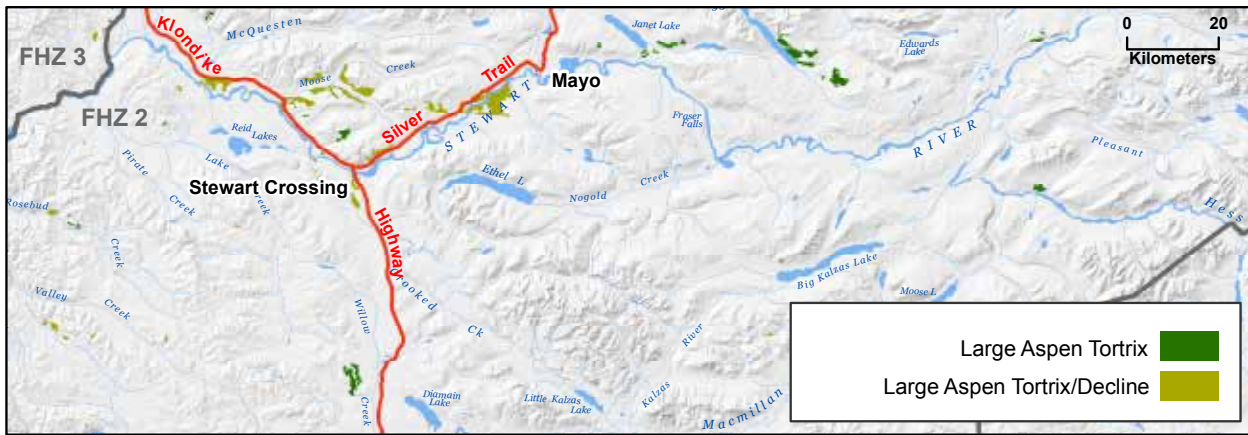 FHZ 3
FHZ 2
Klondike
McQuesten
Moose
Creek
Silver
Trail
Mayo
Janet Lake
Edwards
Lake
0
20
Kilometers
Reid
Lakes
Lake
Creek
Pirate
Creek
Stewart Crossing
STEWART
RIVER
Fraser
Falls
Ethel L
Nogold
Creek
Pleasant
Hess
Rosebud
Creek
Valley
Creek
Highway
Crooked
Ck
Willow
Creek
Big Kalzas Lake
Moose L
River
Kalzas
Little Kalzas
Lake
Diamain
Lake
Macmillan
Large Aspen Tortrix
Large Aspen Tortrix/Decline